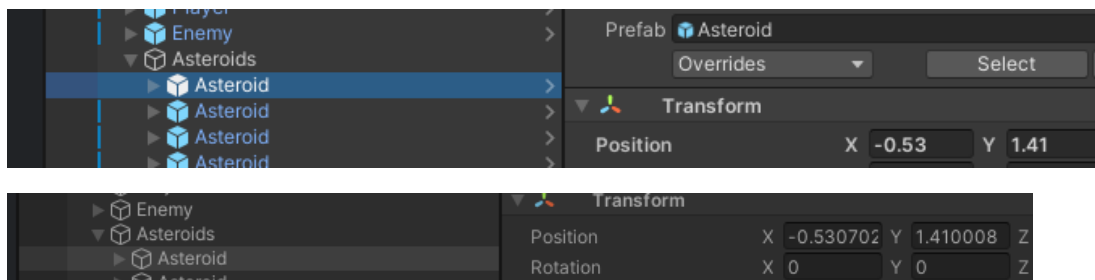 Player
Enemy
Asteroids
Asteroid
Asteroid
Asteroid
Asteroid
Prefab Asteroid
Overrides Select
Transform
Position X -0.53 Y 1.41
Enemy
Asteroids
Asteroid
Asteroid
Transform
Position X -0.530702 Y 1.410008 Z
Rotation X 0 Y 0 Z